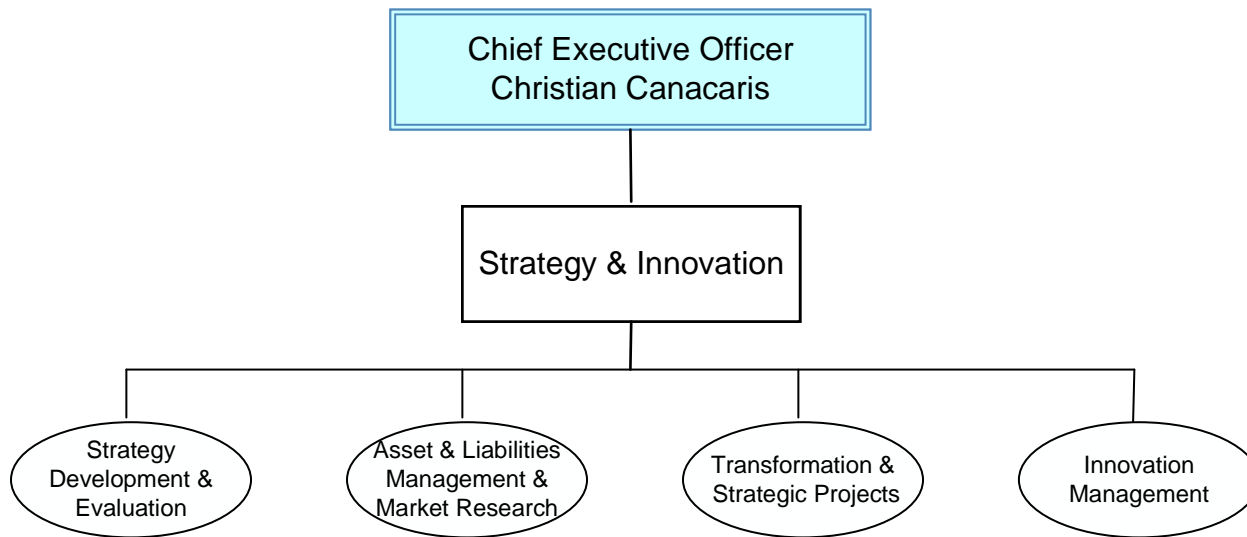 Chief Executive Officer
Christian Canacaris
Strategy & Innovation
Strategy
Development &
Evaluation
Asset & Liabilities
Management &
Market Research
Transformation &
Strategic Projects
Innovation
Management